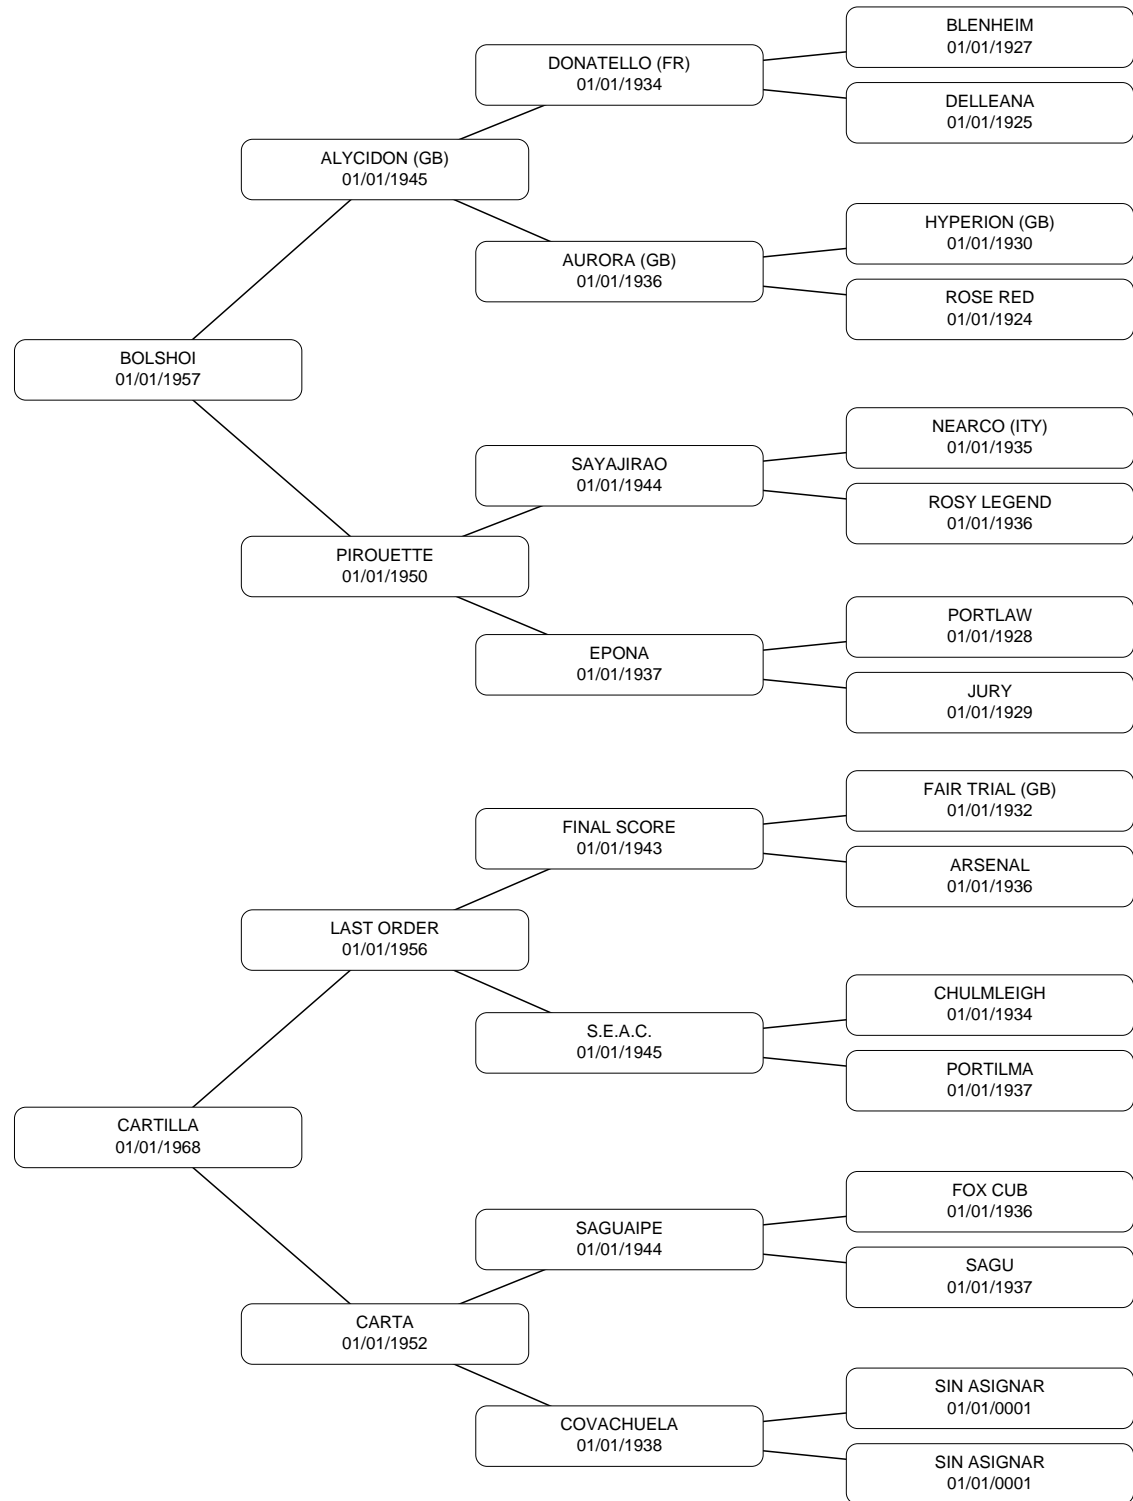 BLENHEIM
01/01/1927
DONATELLO (FR)
01/01/1934
DELLEANA
01/01/1925
ALYCIDON (GB)
01/01/1945
HYPERION (GB)
01/01/1930
AURORA (GB)
01/01/1936
ROSE RED
01/01/1924
BOLSHOI
01/01/1957
NEARCO (ITY)
01/01/1935
SAYAJIRAO
01/01/1944
ROSY LEGEND
01/01/1936
PIROUETTE
01/01/1950
PORTLAW
01/01/1928
EPONA
01/01/1937
JURY
01/01/1929
FAIR TRIAL (GB)
01/01/1932
FINAL SCORE
01/01/1943
ARSENAL
01/01/1936
LAST ORDER
01/01/1956
CHULMLEIGH
01/01/1934
S.E.A.C.
01/01/1945
PORTILMA
01/01/1937
CARTILLA
01/01/1968
FOX CUB
01/01/1936
SAGUAIPE
01/01/1944
SAGU
01/01/1937
CARTA
01/01/1952
SIN ASIGNAR
01/01/0001
COVACHUELA
01/01/1938
SIN ASIGNAR
01/01/0001